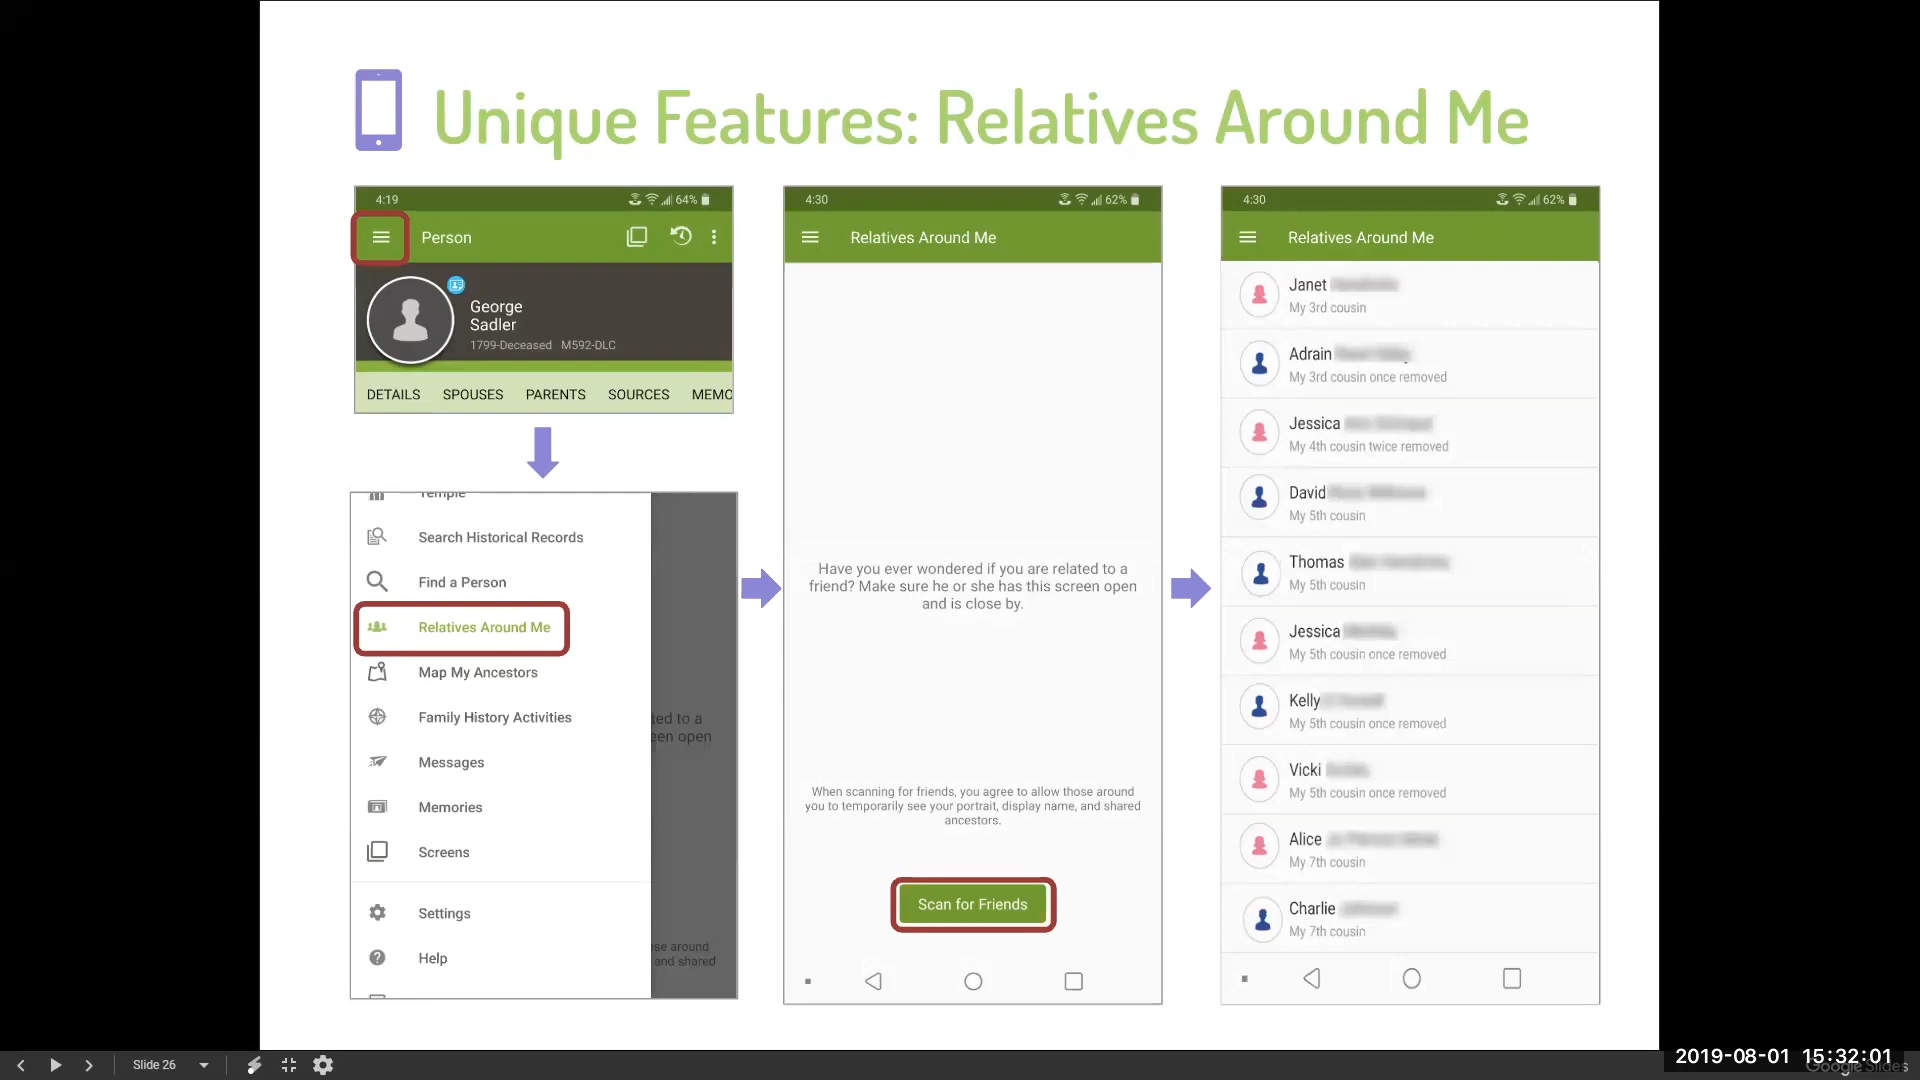 Unique Features: Relatives Around Me
4:19
64%
Person
George
Sadler
1799-Deceased M592-DLC
DETAILS SPOUSES PARENTS SOURCES MEMO
Temple
Search Historical Records
Find a Person
Relatives Around Me
Map My Ancestors
Family History Activities
Messages
Memories
Screens
Settings
Help
ted to a
een open
ose around
and shared
4:30
62%
Relatives Around Me
Have you ever wondered if you are related to a
friend? Make sure he or she has this screen open
and is close by.
When scanning for friends, you agree to allow those around
you to temporarily see your portrait, display name, and shared
ancestors.
Scan for Friends
4:30
62%
Relatives Around Me
Janet
My 3rd cousin
Adrain
My 3rd cousin once removed
Jessica
My 4th cousin twice removed
David
My 5th cousin
Thomas
My 5th cousin
Jessica
My 5th cousin once removed
Kelly
My 5th cousin once removed
Vicki
My 5th cousin once removed
Alice
My 7th cousin
Charlie
My 7th cousin
Slide 26
2019-08-01 15:32:01
Google Slides